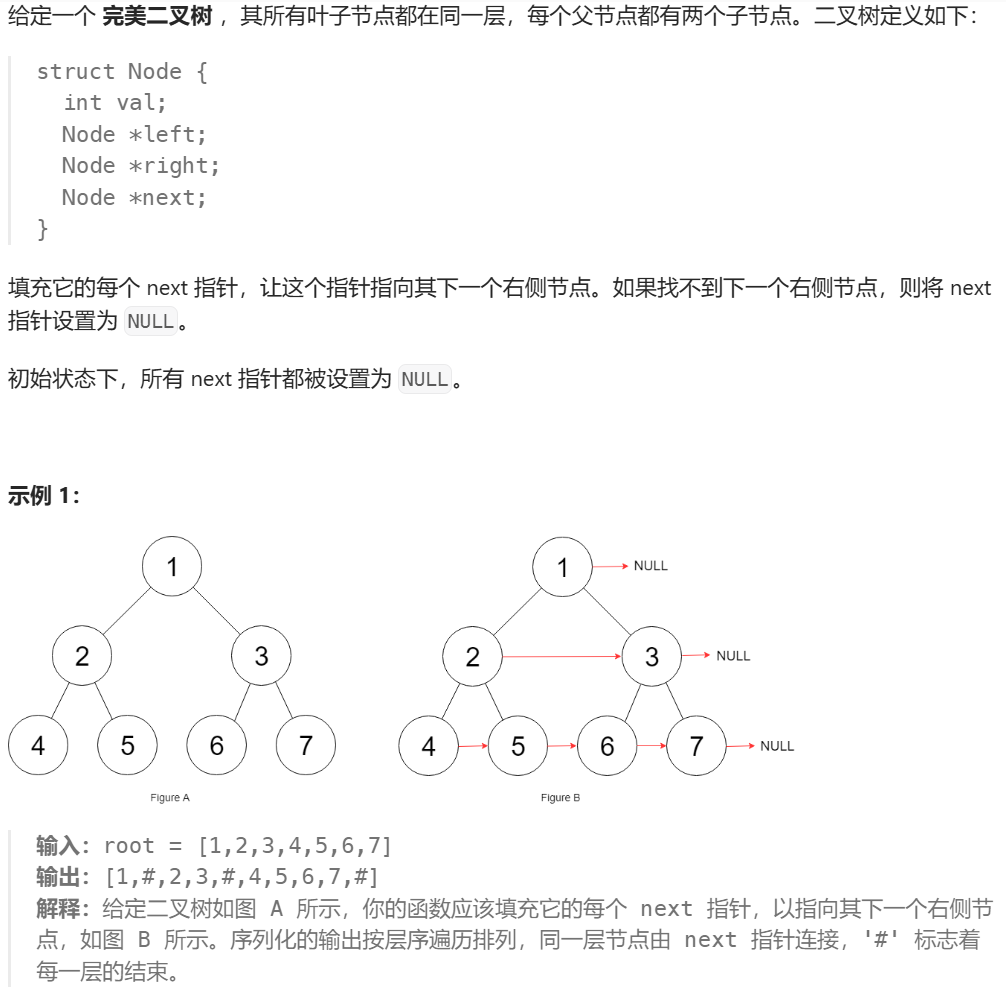 给定一个 完美二叉树 ，其所有叶子节点都在同一层，每个父节点都有两个子节点。二叉树定义如下：
struct Node {
  int val;
  Node *left;
  Node *right;
  Node *next;
}
填充它的每个 next 指针，让这个指针指向其下一个右侧节点。如果找不到下一个右侧节点，则将 next
指针设置为 NULL。
初始状态下，所有 next 指针都被设置为 NULL。
示例 1：
1
2 3
4 5 6 7
Figure A
1 NULL
2 3 NULL
4 5 6 7 NULL
Figure B
输入：root = [1,2,3,4,5,6,7]
输出：[1,#,2,3,#,4,5,6,7,#]
解释：给定二叉树如图 A 所示，你的函数应该填充它的每个 next 指针，以指向其下一个右侧节
点，如图 B 所示。序列化的输出按层序遍历排列，同一层节点由 next 指针连接，'#' 标志着
每一层的结束。